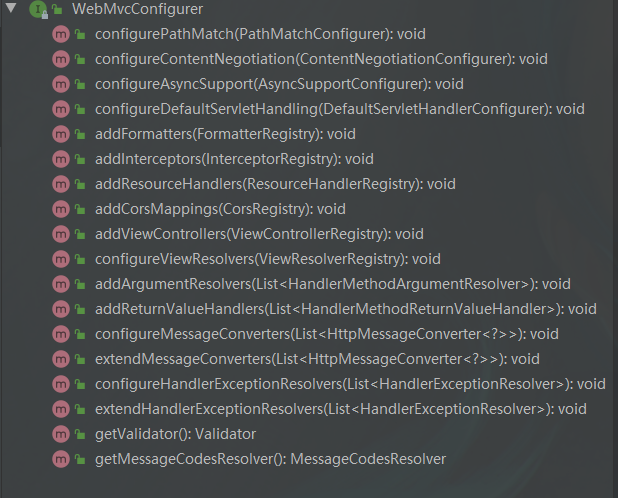 WebMvcConfigurer
configurePathMatch(PathMatchConfigurer): void
configureContentNegotiation(ContentNegotiationConfigurer): void
configureAsyncSupport(AsyncSupportConfigurer): void
configureDefaultServletHandling(DefaultServletHandlerConfigurer): void
addFormatters(FormatterRegistry): void
addInterceptors(InterceptorRegistry): void
addResourceHandlers(ResourceHandlerRegistry): void
addCorsMappings(CorsRegistry): void
addViewControllers(ViewControllerRegistry): void
configureViewResolvers(ViewResolverRegistry): void
addArgumentResolvers(List<HandlerMethodArgumentResolver>): void
addReturnValueHandlers(List<HandlerMethodReturnValueHandler>): void
configureMessageConverters(List<HttpMessageConverter<?>>): void
extendMessageConverters(List<HttpMessageConverter<?>>): void
configureHandlerExceptionResolvers(List<HandlerExceptionResolver>): void
extendHandlerExceptionResolvers(List<HandlerExceptionResolver>): void
getValidator(): Validator
getMessageCodesResolver(): MessageCodesResolver